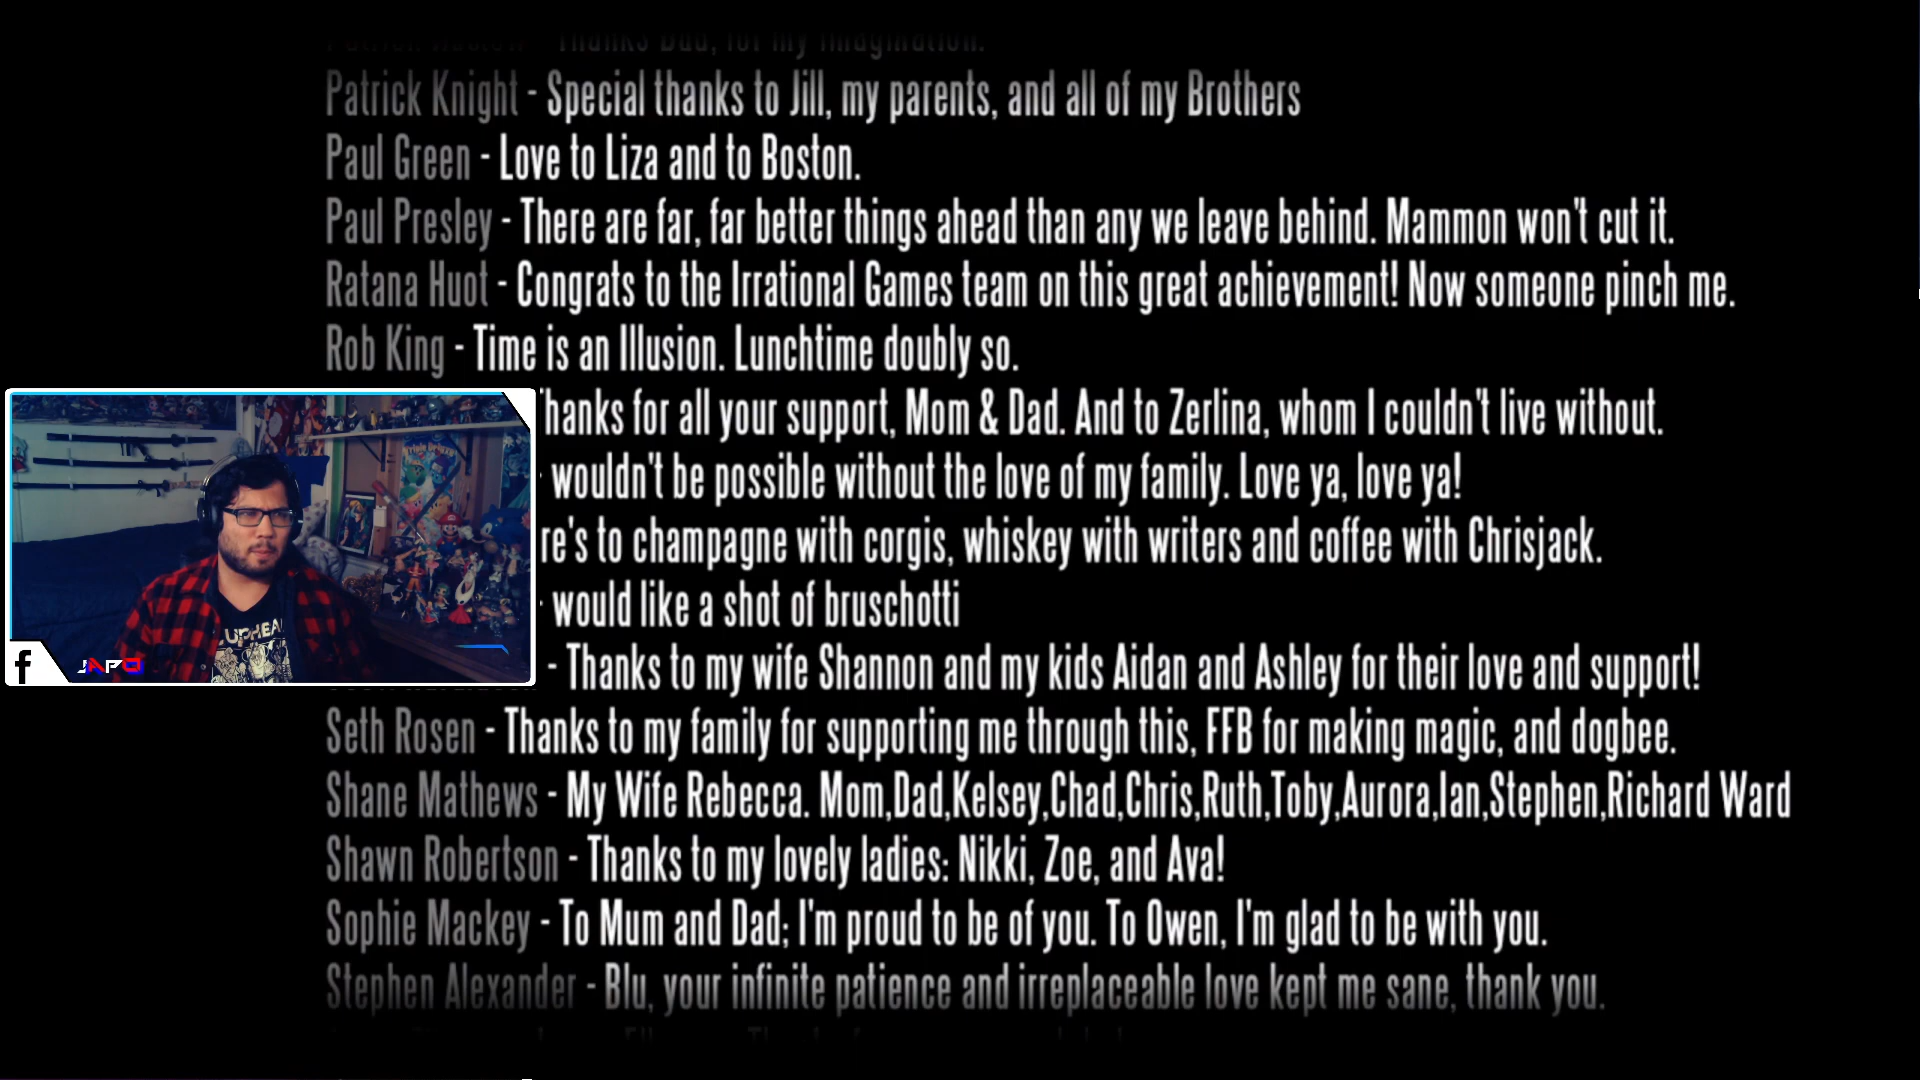 Thanks Dad, for my imagination.
Patrick Knight - Special thanks to Jill, my parents, and all of my Brothers
Paul Green - Love to Liza and to Boston.
Paul Presley - There are far, far better things ahead than any we leave behind. Mammon won't cut it.
Ratana Huot - Congrats to the Irrational Games team on this great achievement! Now someone pinch me.
Rob King - Time is an Illusion. Lunchtime doubly so.
hanks for all your support, Mom & Dad. And to Zerlina, whom I couldn't live without.
wouldn't be possible without the love of my family. Love ya, love ya!
re's to champagne with corgis, whiskey with writers and coffee with Chrisjack.
would like a shot of bruschotti
- Thanks to my wife Shannon and my kids Aidan and Ashley for their love and support!
Seth Rosen - Thanks to my family for supporting me through this, FFB for making magic, and dogbee.
Shane Mathews - My Wife Rebecca. Mom,Dad,Kelsey,Chad,Chris,Ruth,Toby,Aurora,Ian,Stephen,Richard Ward
Shawn Robertson - Thanks to my lovely ladies: Nikki, Zoe, and Ava!
Sophie Mackey - To Mum and Dad; I'm proud to be of you. To Owen, I'm glad to be with you.
Stephen Alexander - Blu, your infinite patience and irreplaceable love kept me sane, thank you.
f JAPO